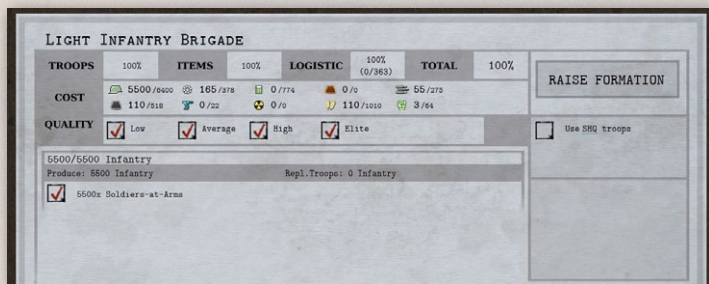 LIGHT INFANTRY BRIGADE
TROOPS 100% ITEMS 100% LOGISTIC 100% (0/363) TOTAL 100%
RAISE FORMATION
COST 5500/6400 165/378 0/774 0/0 55/275
110/518 0/22 0/0 110/1010 3/64
QUALITY Low Average High Elite
Use SHQ troops
5500/5500 Infantry
Produce: 5500 Infantry Repl.Troops: 0 Infantry
5500x Soldiers-at-Arms